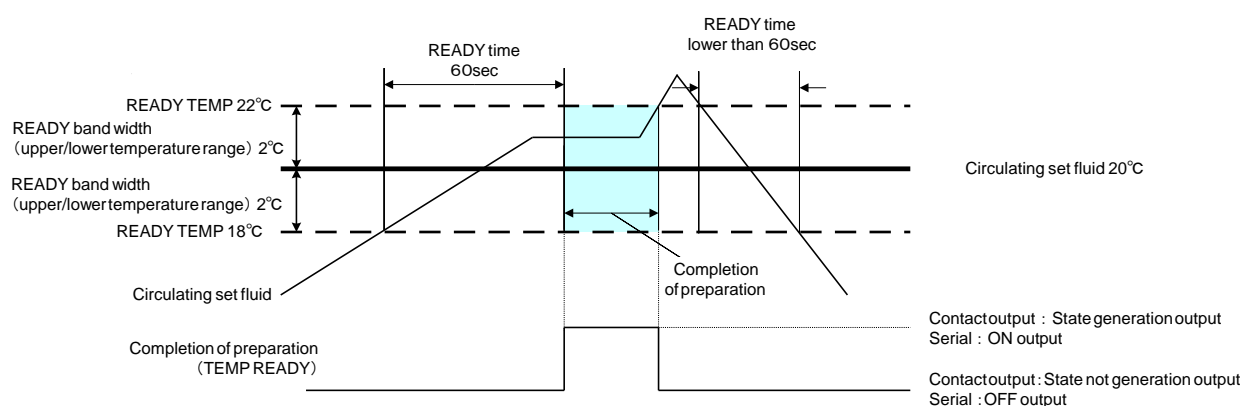 READY time
60sec
READY time
lower than 60sec
READY TEMP 22℃
READY band width
（upper/lower temperature range）2℃
Circulating set fluid 20℃
READY band width
（upper/lower temperature range）2℃
READY TEMP 18℃
Completion
of preparation
Circulating set fluid
Completion of preparation
（TEMP READY）
Contact output：State generation output
Serial：ON output
Contact output：State not generation output
Serial：OFF output